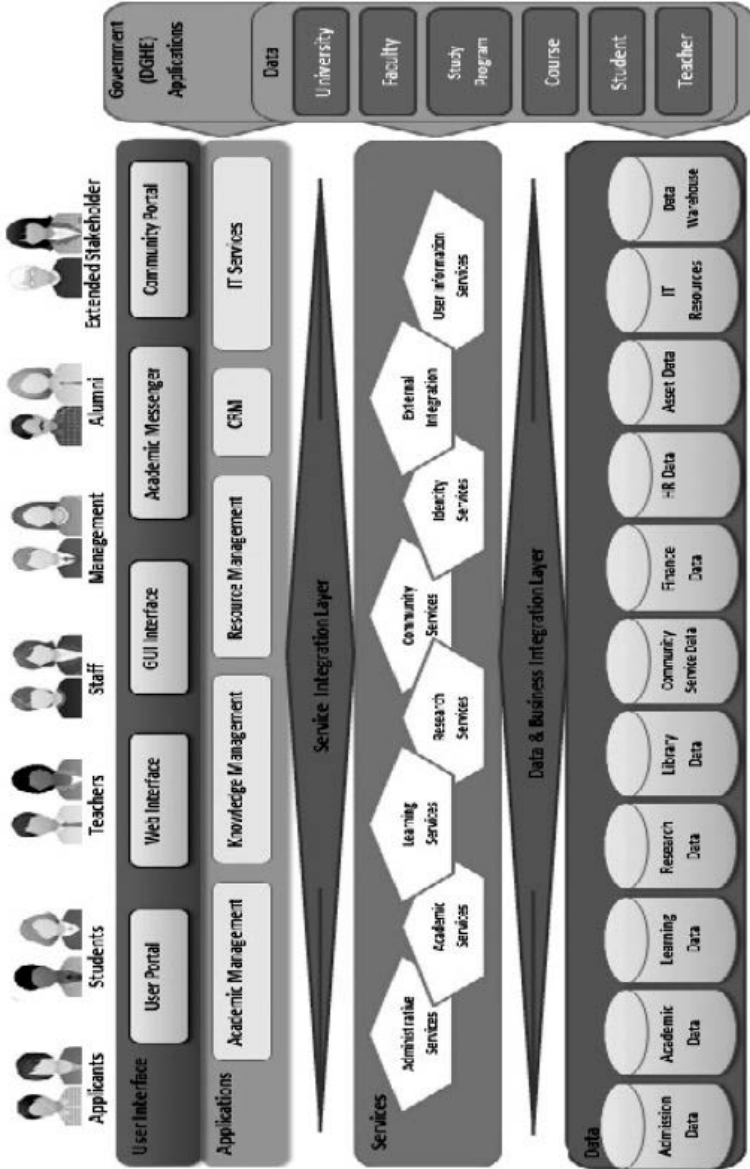 Applicants
Students
Teachers
Staff
Management
Alumni
Extended Stakeholder
User Interface
User Portal
Web Interface
GUI Interface
Academic Messenger
Community Portal
Applications
Academic Management
Knowledge Management
Resource Management
CRM
IT Services
Service Integration Layer
Services
Administrative
Services
Academic
Services
Learning
Services
Research
Services
Community
Services
Identity
Services
External
Integration
User Information
Services
Data & Business Integration Layer
Data
Admission
Data
Academic
Data
Learning
Data
Research
Data
Library
Data
Community
Service Data
Finance
Data
HR Data
Asset Data
IT
Resources
Data
Warehouse
Government
(DGHE)
Applications
Data
University
Faculty
Study
Program
Course
Student
Teacher